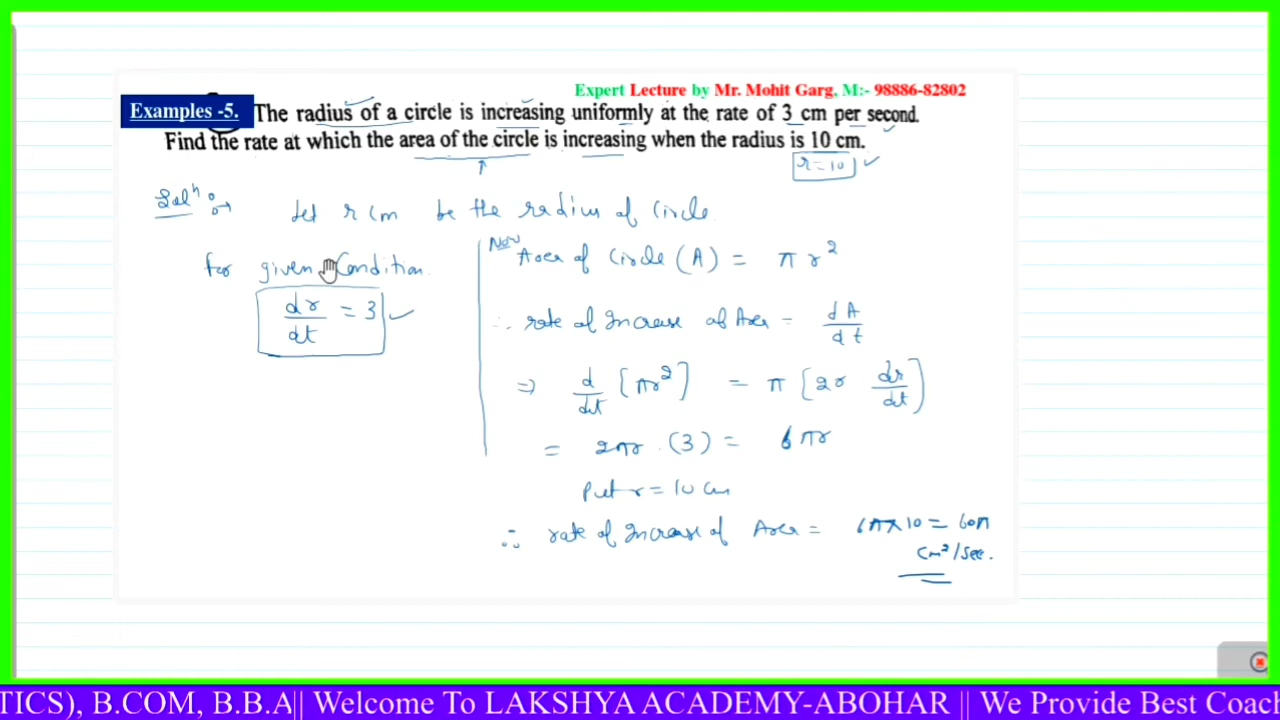 Expert Lecture by Mr. Mohit Garg, M:- 98886-82802
Examples -5. The radius of a circle is increasing uniformly at the rate of 3 cm per second.
Find the rate at which the area of the circle is increasing when the radius is 10 cm.
r = 10
Solⁿ :→ Let r cm be the radius of Circle.
for given Condition.
dr/dt = 3
Now Area of Circle (A) = πr²
∴ rate of Increase of Area = dA/dt
⇒ d/dt [πr²] = π [2r dr/dt]
= 2πr . (3) = 6πr
Put r = 10 cm
∴ rate of Increase of Area = 6π×10 = 60π
cm²/sec.
TICS), B.COM, B.B.A|| Welcome To LAKSHYA ACADEMY-ABOHAR || We Provide Best Coach